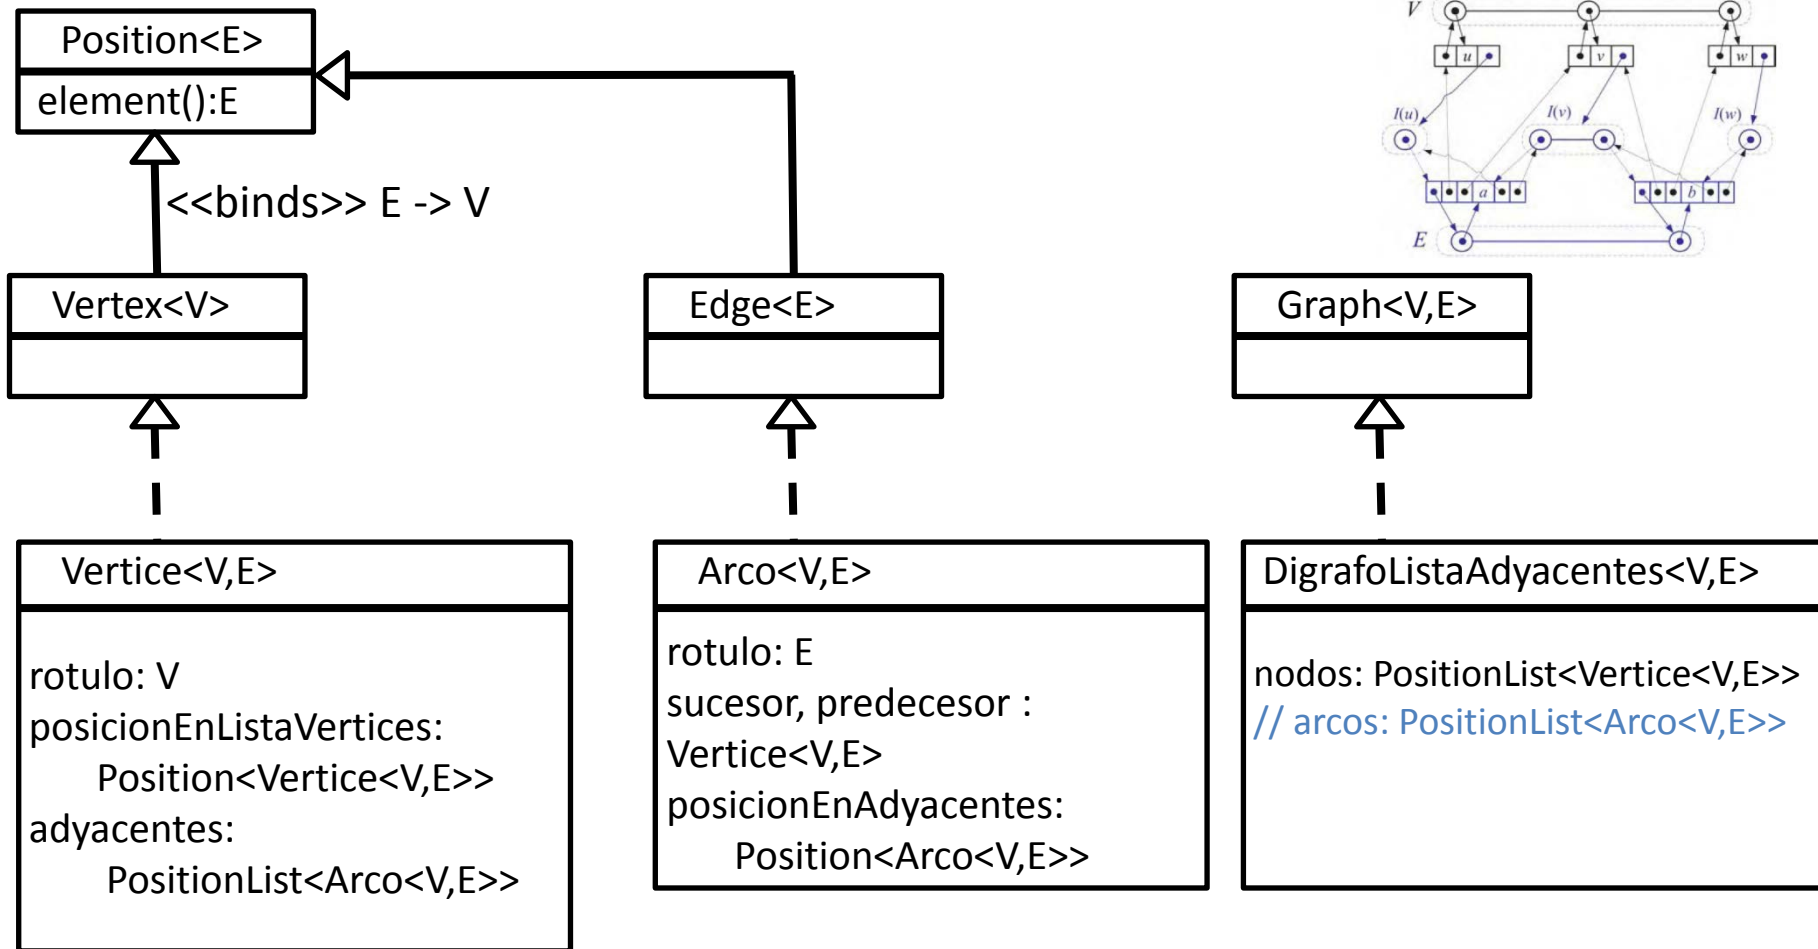 Position<E>
element():E
<<binds>> E -> V
V
u
v
w
I(u)
I(v)
I(w)
a
b
E
Vertex<V>
Edge<E>
Graph<V,E>
Vertice<V,E>
rotulo: V
posicionEnListaVertices:
Position<Vertice<V,E>>
adyacentes:
PositionList<Arco<V,E>>
Arco<V,E>
rotulo: E
sucesor, predecesor :
Vertice<V,E>
posicionEnAdyacentes:
Position<Arco<V,E>>
DigrafoListaAdyacentes<V,E>
nodos: PositionList<Vertice<V,E>>
// arcos: PositionList<Arco<V,E>>